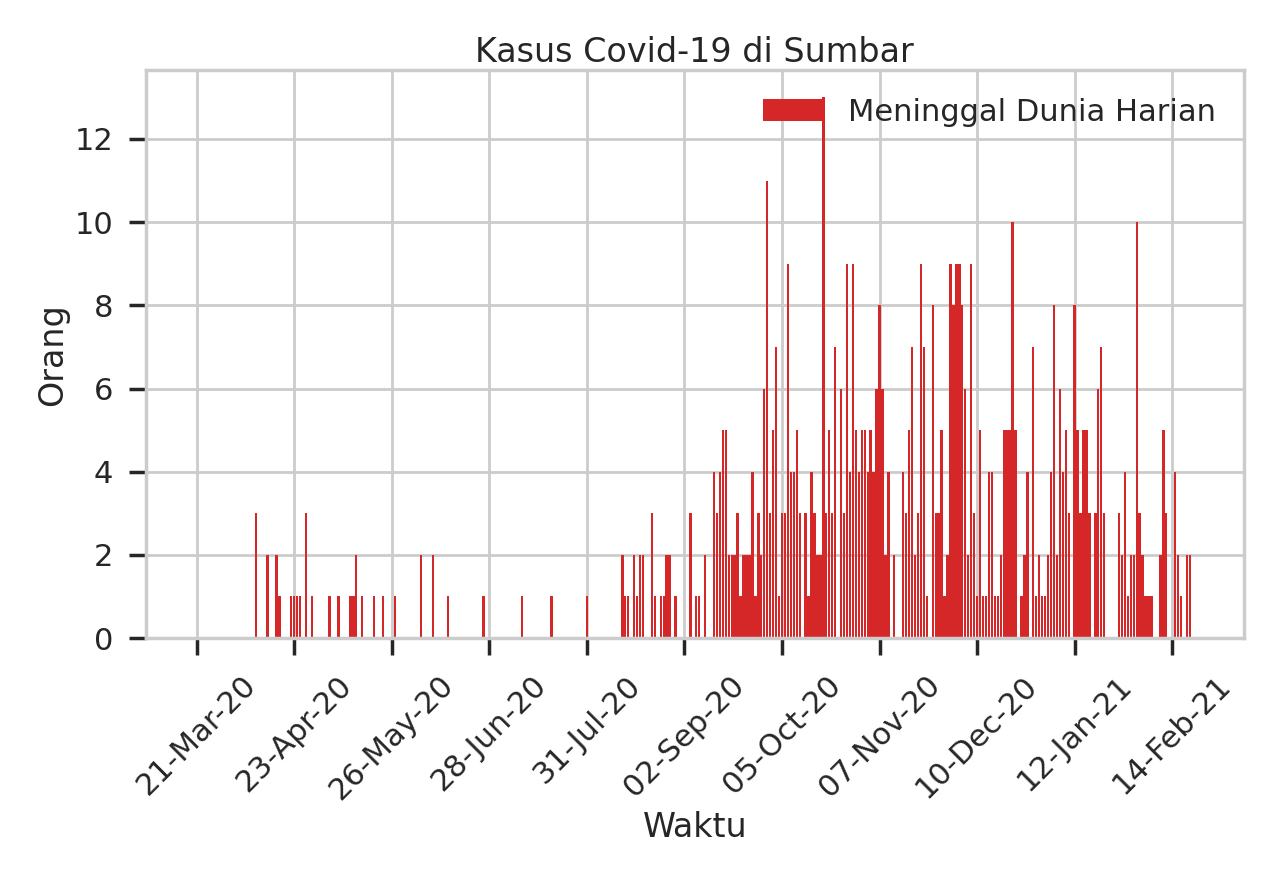 Kasus Covid-19 di Sumbar
Meninggal Dunia Harian
Orang
12
10
8
6
4
2
0
21-Mar-20
23-Apr-20
26-May-20
28-Jun-20
31-Jul-20
02-Sep-20
05-Oct-20
07-Nov-20
10-Dec-20
12-Jan-21
14-Feb-21
Waktu